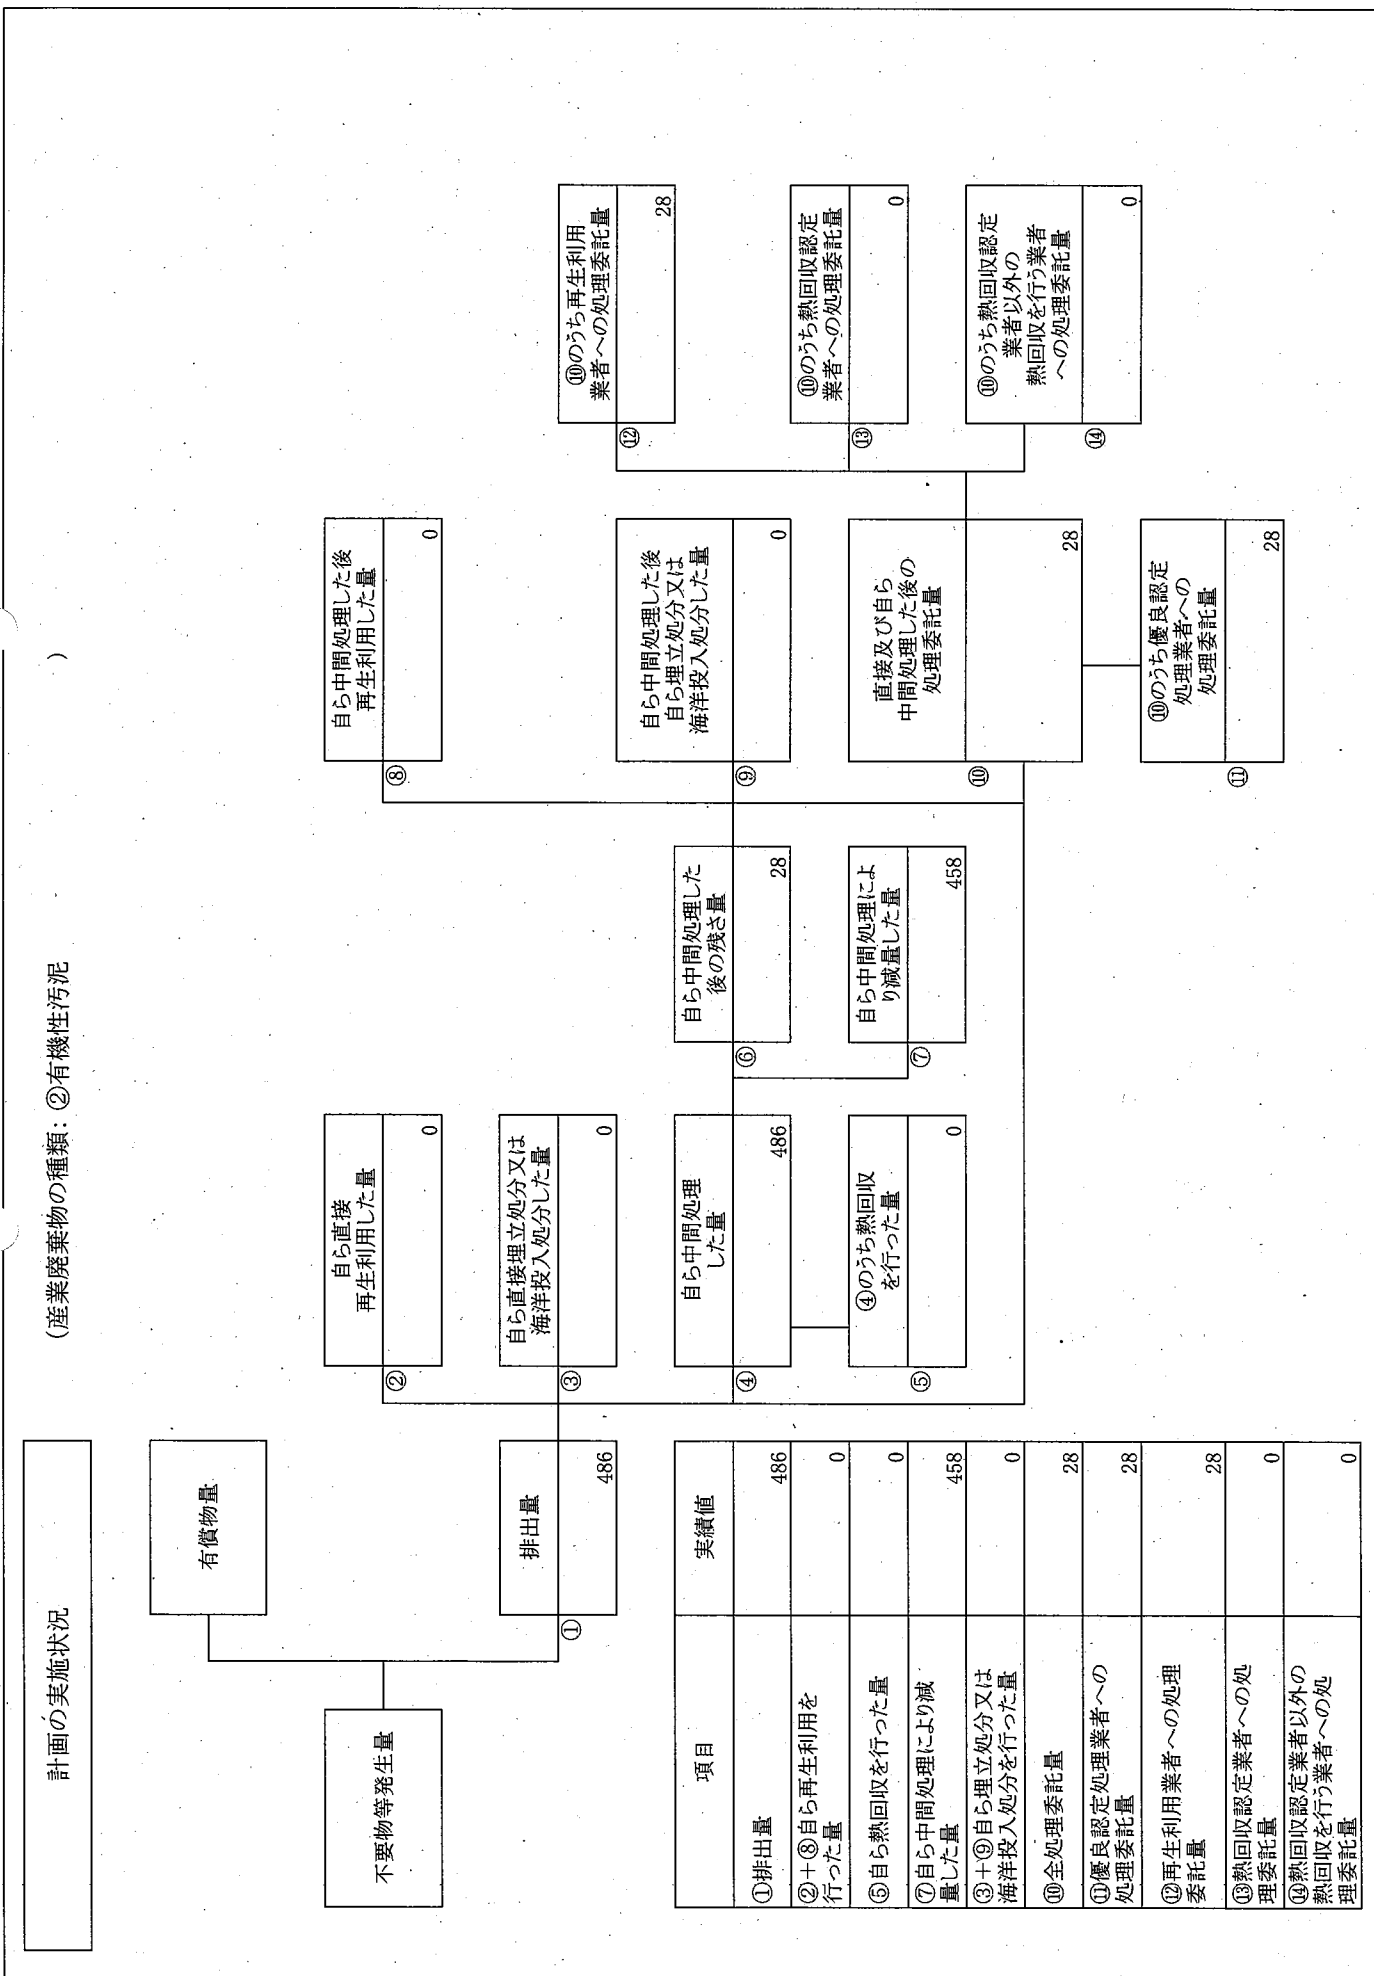 計画の実施状況
(産業廃棄物の種類:②有機性汚泥
)
不要物等発生量
有償物量
①
排出量
486
②
自ら直接
再生利用した量
0
③
自ら直接埋立処分又は
海洋投入処分した量
0
④
自ら中間処理
した量
486
⑤
④のうち熱回収
を行った量
0
⑥
自ら中間処理した
後の残さ量
28
⑦
自ら中間処理によ
り減量した量
458
⑧
自ら中間処理した後
再生利用した量
0
⑨
自ら中間処理した後
自ら埋立処分又は
海洋投入処分した量
0
⑩
直接及び自ら
中間処理した後の
処理委託量
28
⑪
⑩のうち優良認定
処理業者への
処理委託量
28
⑫
⑩のうち再生利用
業者への処理委託量
28
⑬
⑩のうち熱回収認定
業者への処理委託量
0
⑭
⑩のうち熱回収認定
業者以外の
熱回収を行う業者
への処理委託量
0
項目 実績値
①排出量 486
②+⑧自ら再生利用を
行った量 0
⑤自ら熱回収を行った量 0
⑦自ら中間処理により減
量した量 458
③+⑨自ら埋立処分又は
海洋投入処分を行った量 0
⑩全処理委託量 28
⑪優良認定処理業者への
処理委託量 28
⑫再生利用業者への処理
委託量 28
⑬熱回収認定業者への処
理委託量 0
⑭熱回収認定業者以外の
熱回収を行う業者への処
理委託量 0